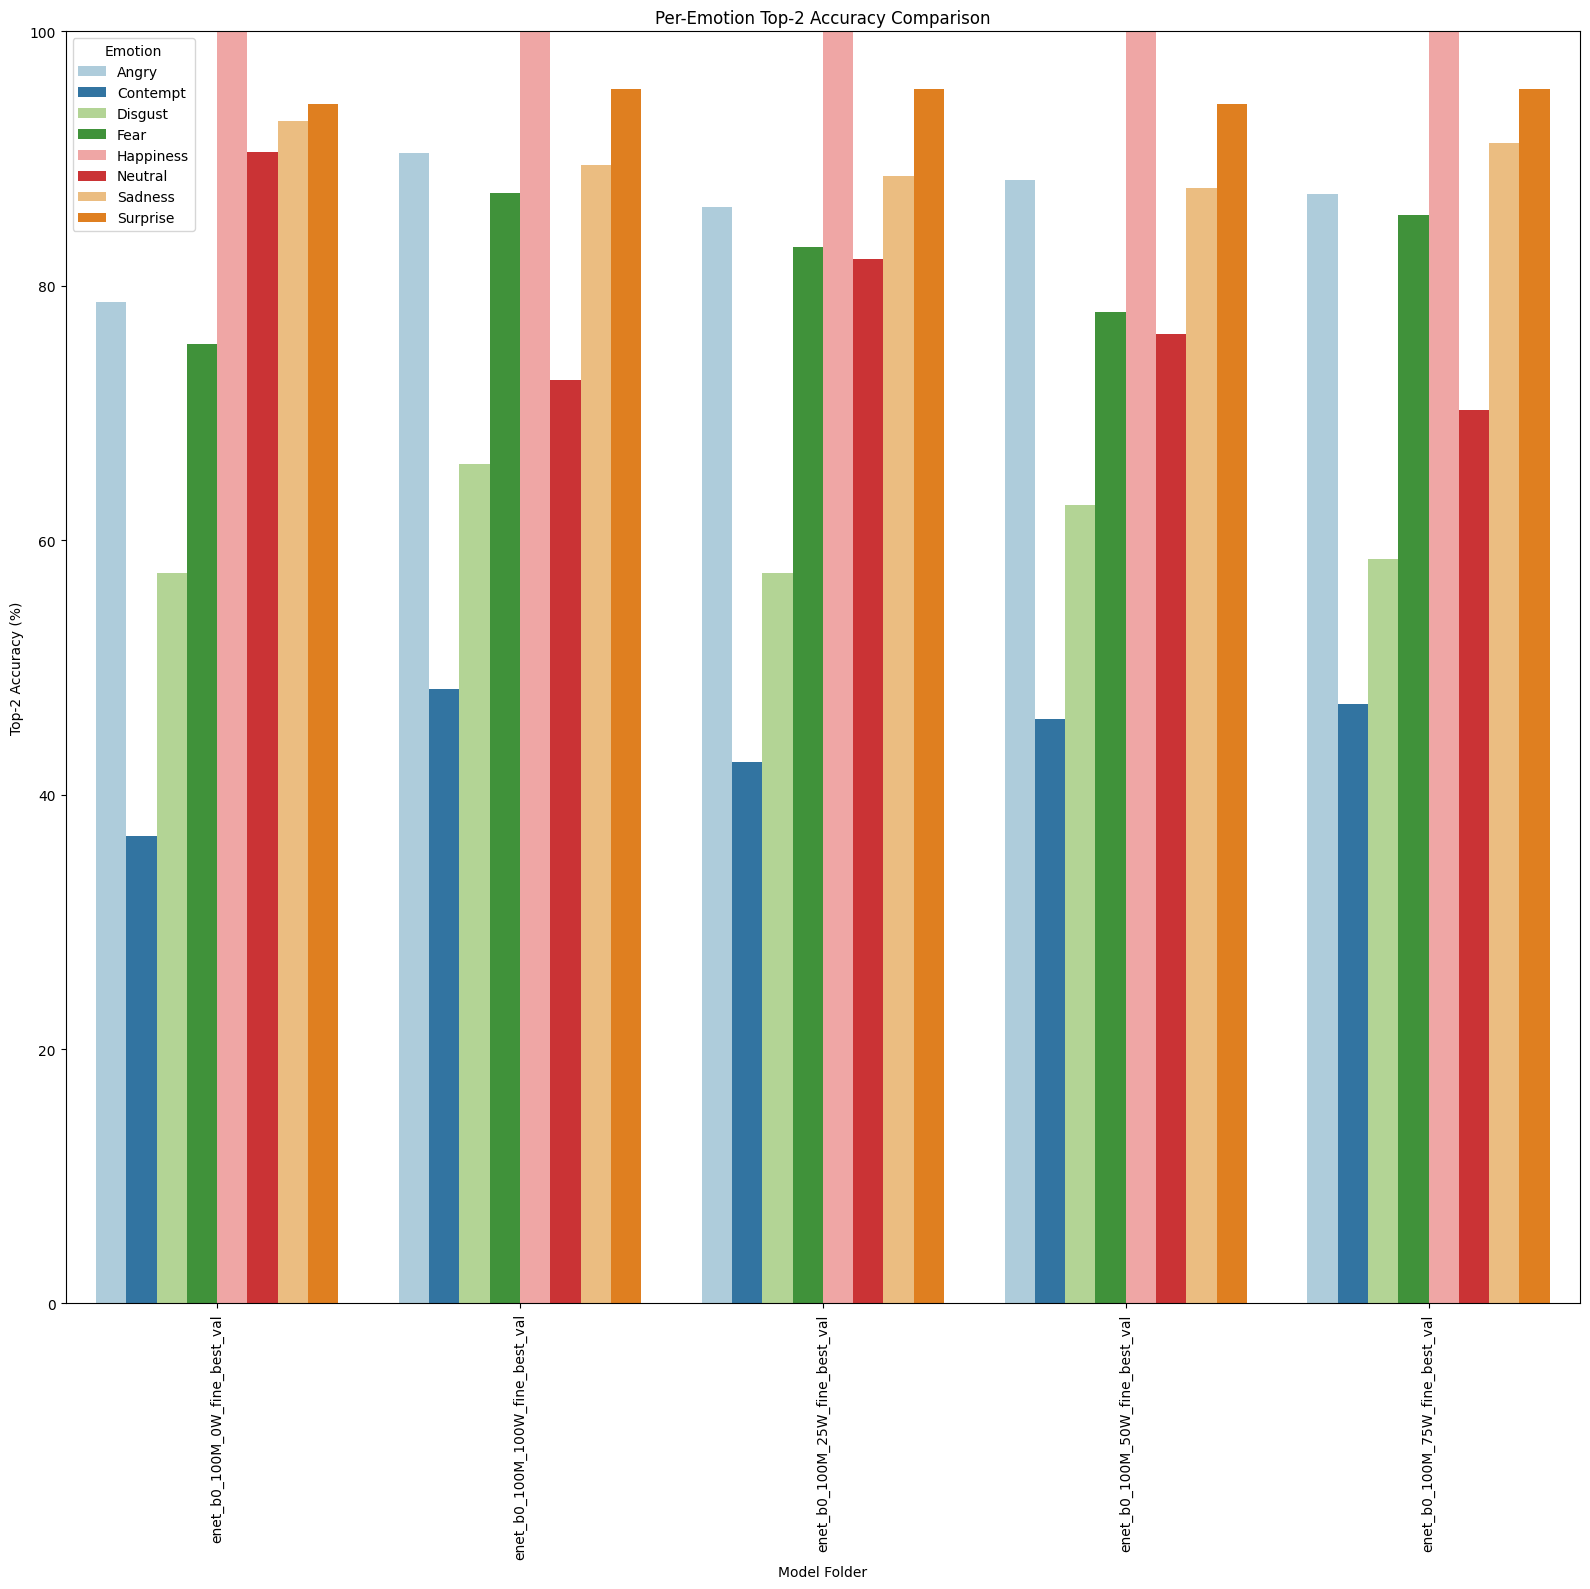 Per-Emotion Top-2 Accuracy Comparison
Emotion
Angry
Contempt
Disgust
Fear
Happiness
Neutral
Sadness
Surprise
Top-2 Accuracy (%)
100
80
60
40
20
0
enet_b0_100M_0W_fine_best_val
enet_b0_100M_100W_fine_best_val
enet_b0_100M_25W_fine_best_val
enet_b0_100M_50W_fine_best_val
enet_b0_100M_75W_fine_best_val
Model Folder